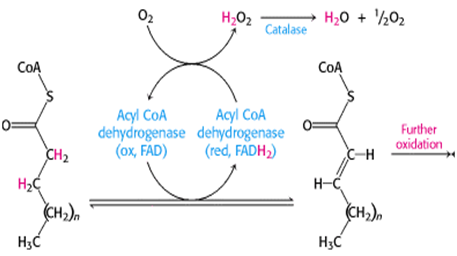 O₂
H₂O₂
Catalase
H₂O + ½O₂
CoA
S
O
CH₂
H₂C
(CH₂)ₙ
H₃C
Acyl CoA
dehydrogenase
(ox, FAD)
Acyl CoA
dehydrogenase
(red, FADH₂)
CoA
S
O
C–H
H–C
(CH₂)ₙ
H₃C
Further
oxidation